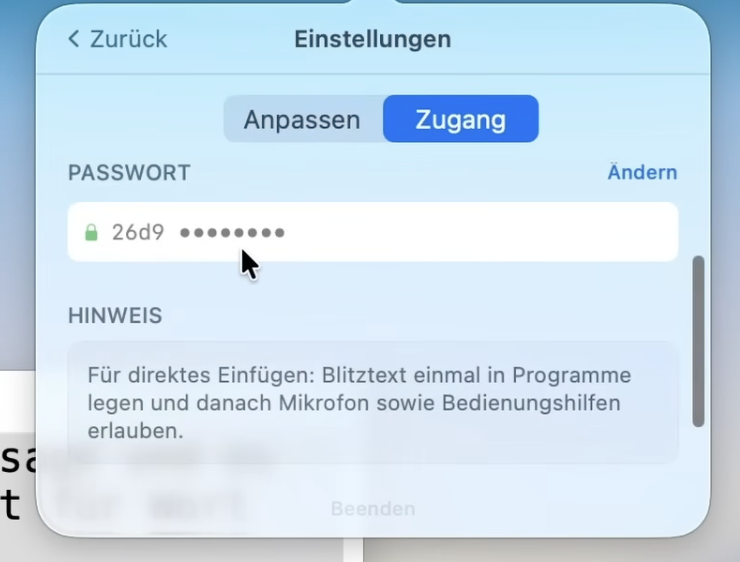 Zurück
Einstellungen
Anpassen
Zugang
PASSWORT
Ändern
26d9 ••••••••
HINWEIS
Für direktes Einfügen: Blitztext einmal in Programme
legen und danach Mikrofon sowie Bedienungshilfen
erlauben.
Beenden